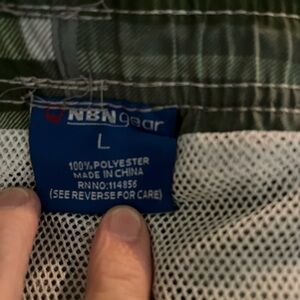 NBN gear
L
100% POLYESTER
MADE IN CHINA
RN NO: 114856
(SEE REVERSE FOR CARE)